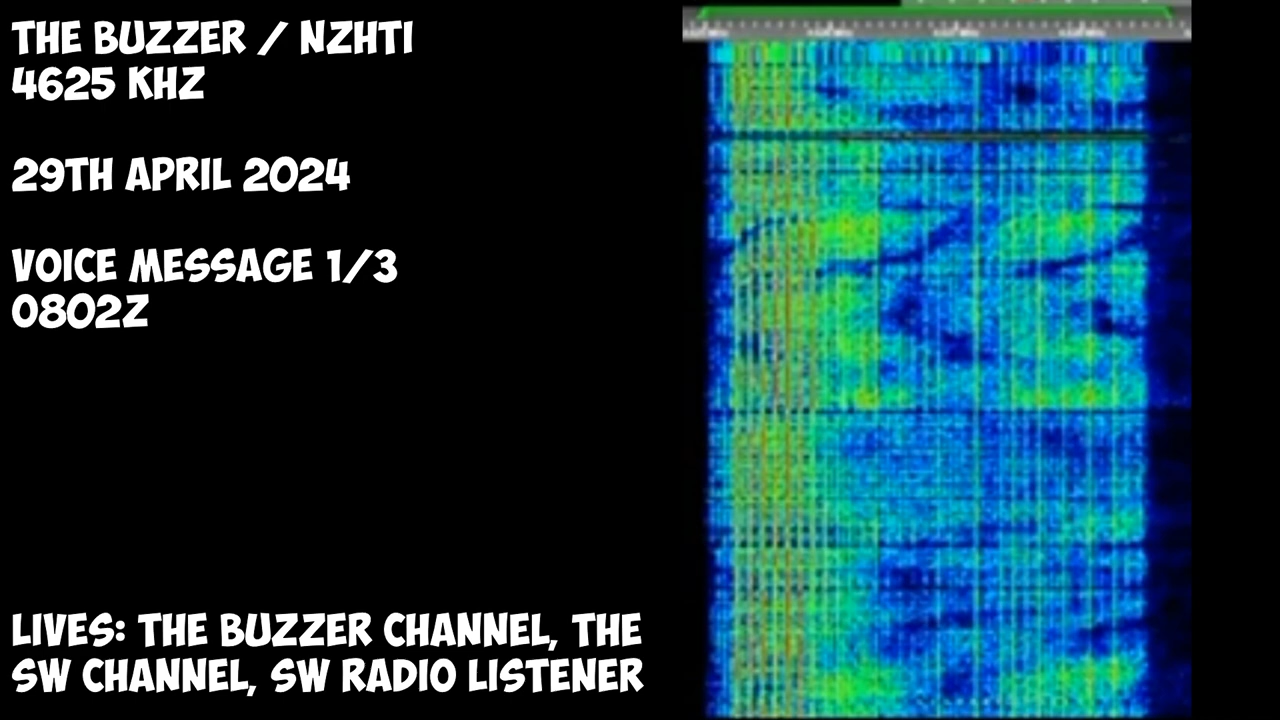 THE BUZZER / NZHTI
4625 KHZ
29TH APRIL 2024
VOICE MESSAGE 1/3
0802Z
LIVES: THE BUZZER CHANNEL, THE
SW CHANNEL, SW RADIO LISTENER